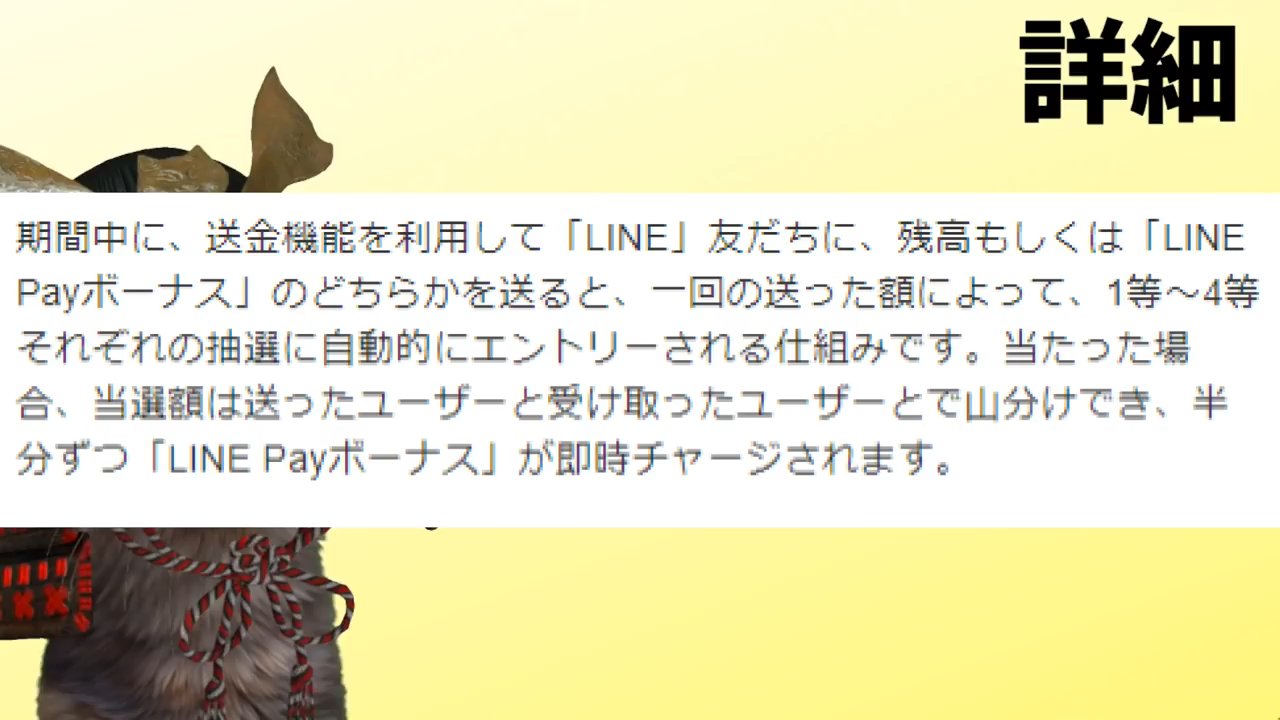 詳細
期間中に、送金機能を利用して「LINE」友だちに、残高もしくは「LINE
Payボーナス」のどちらかを送ると、一回の送った額によって、1等～4等
それぞれの抽選に自動的にエントリーされる仕組みです。当たった場
合、当選額は送ったユーザーと受け取ったユーザーとで山分けでき、半
分ずつ「LINE Payボーナス」が即時チャージされます。